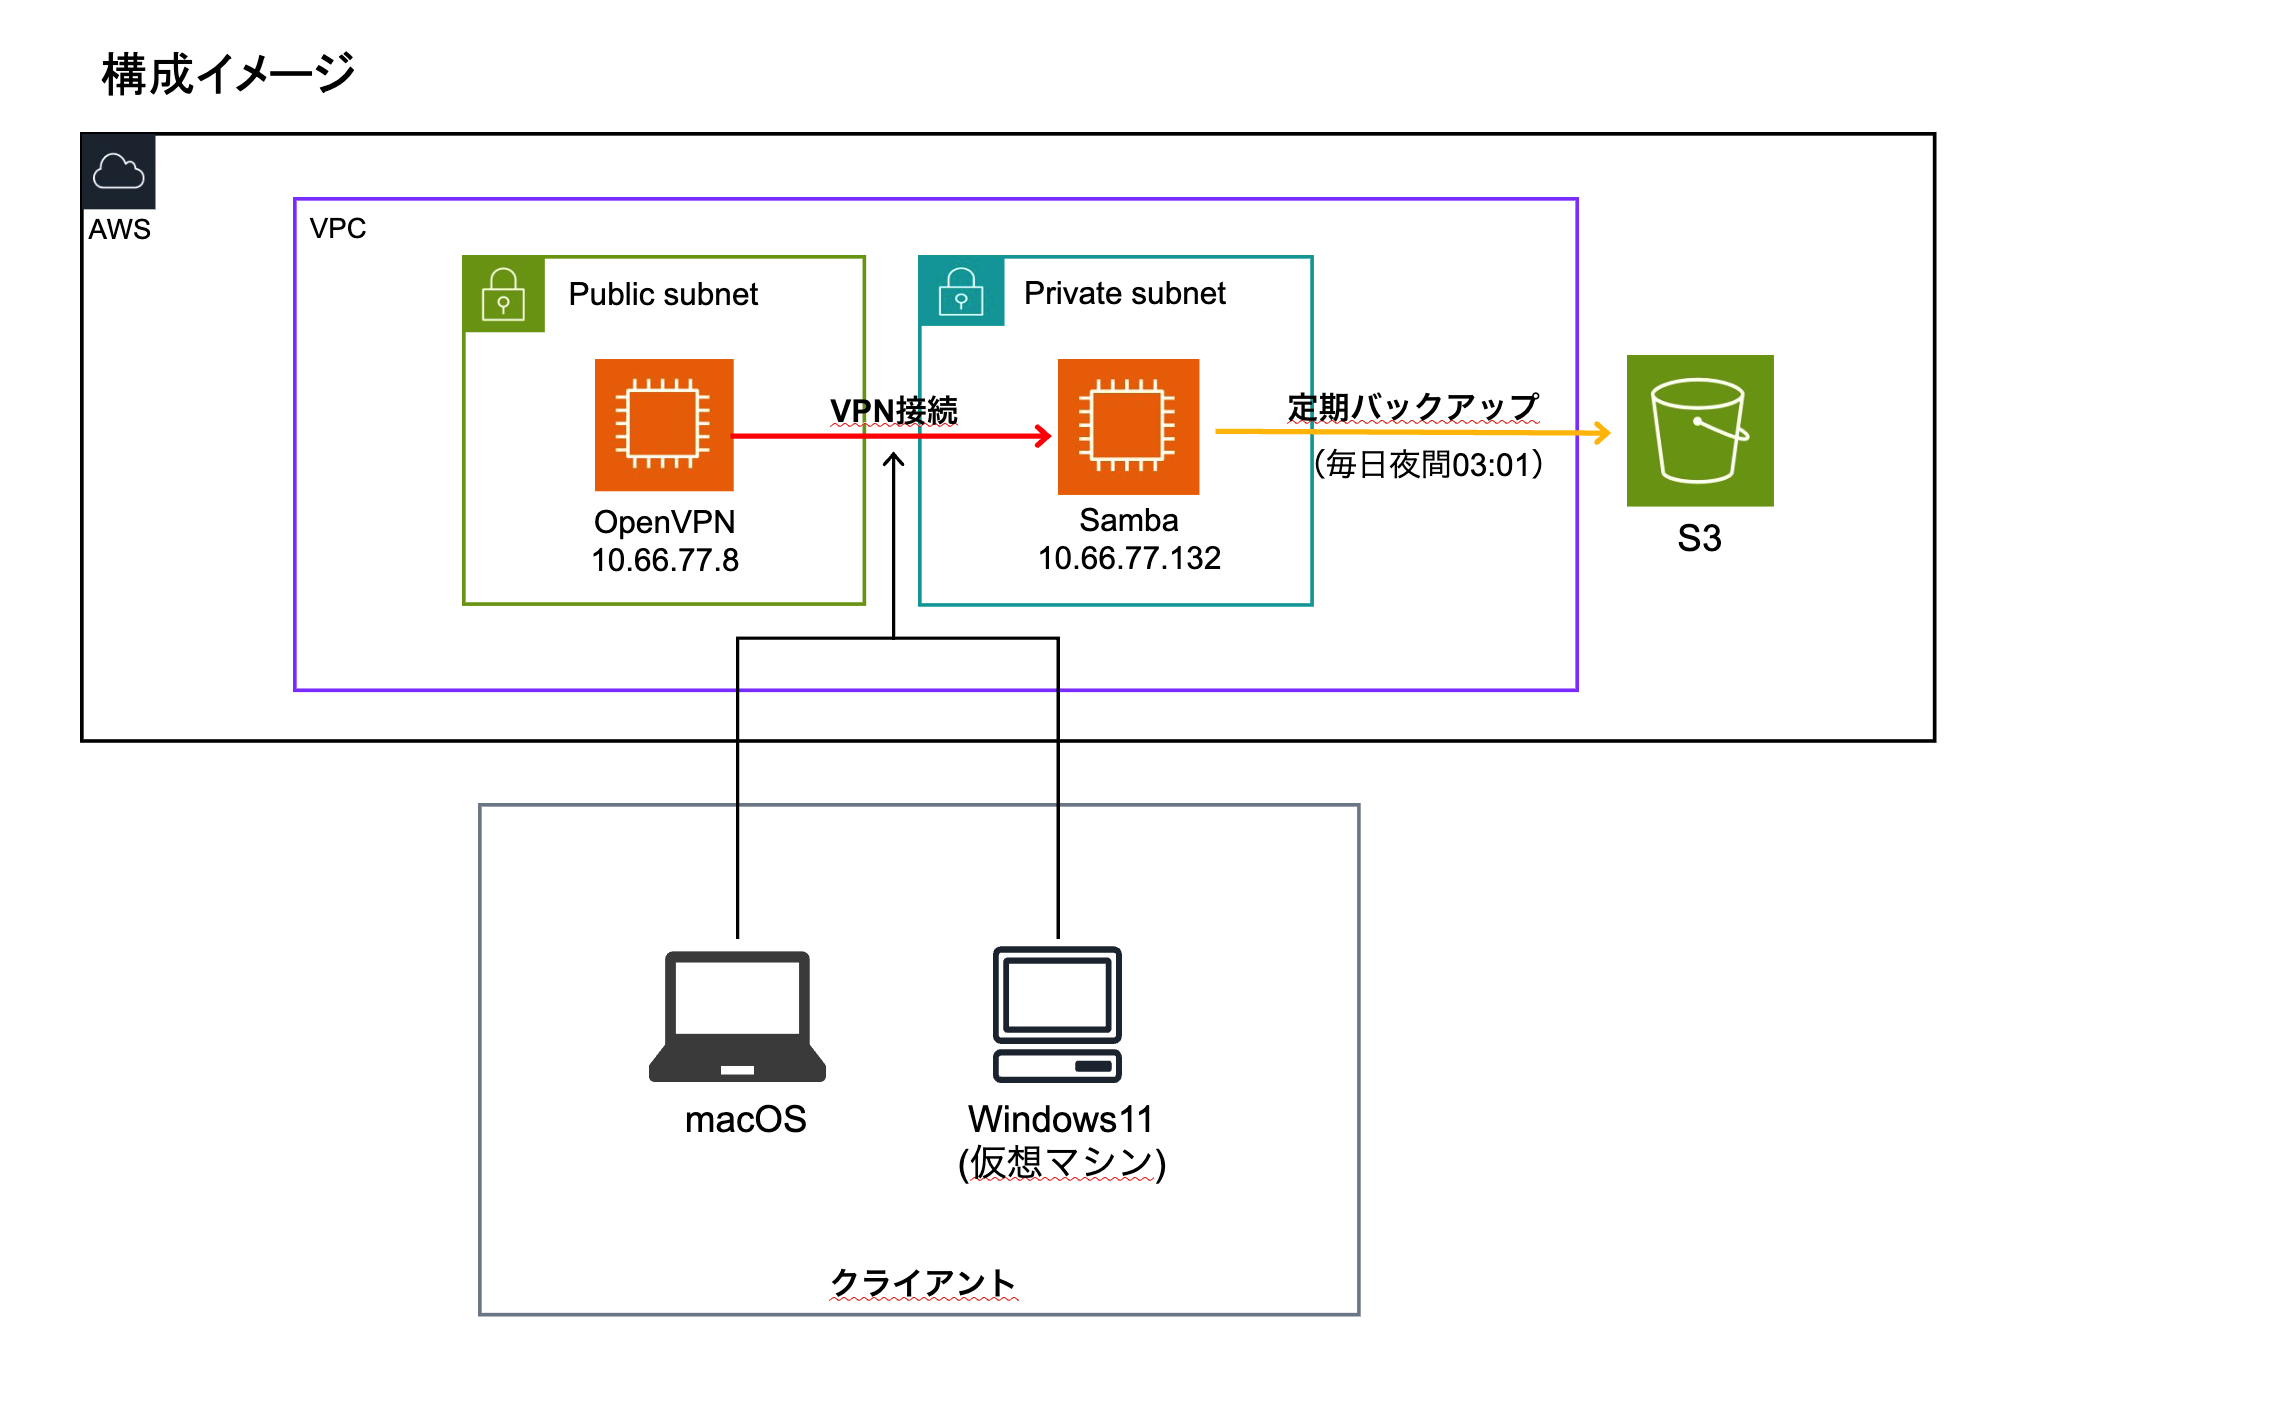 構成イメージ
AWS
VPC
Public subnet
Private subnet
VPN接続
定期バックアップ
（毎日夜間03:01）
OpenVPN
10.66.77.8
Samba
10.66.77.132
S3
macOS
Windows11
(仮想マシン)
クライアント